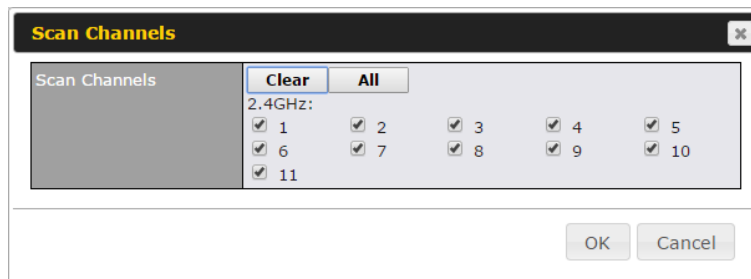 Scan Channels
Scan Channels
Clear All
2.4GHz:
1 2 3 4 5
6 7 8 9 10
11
OK Cancel